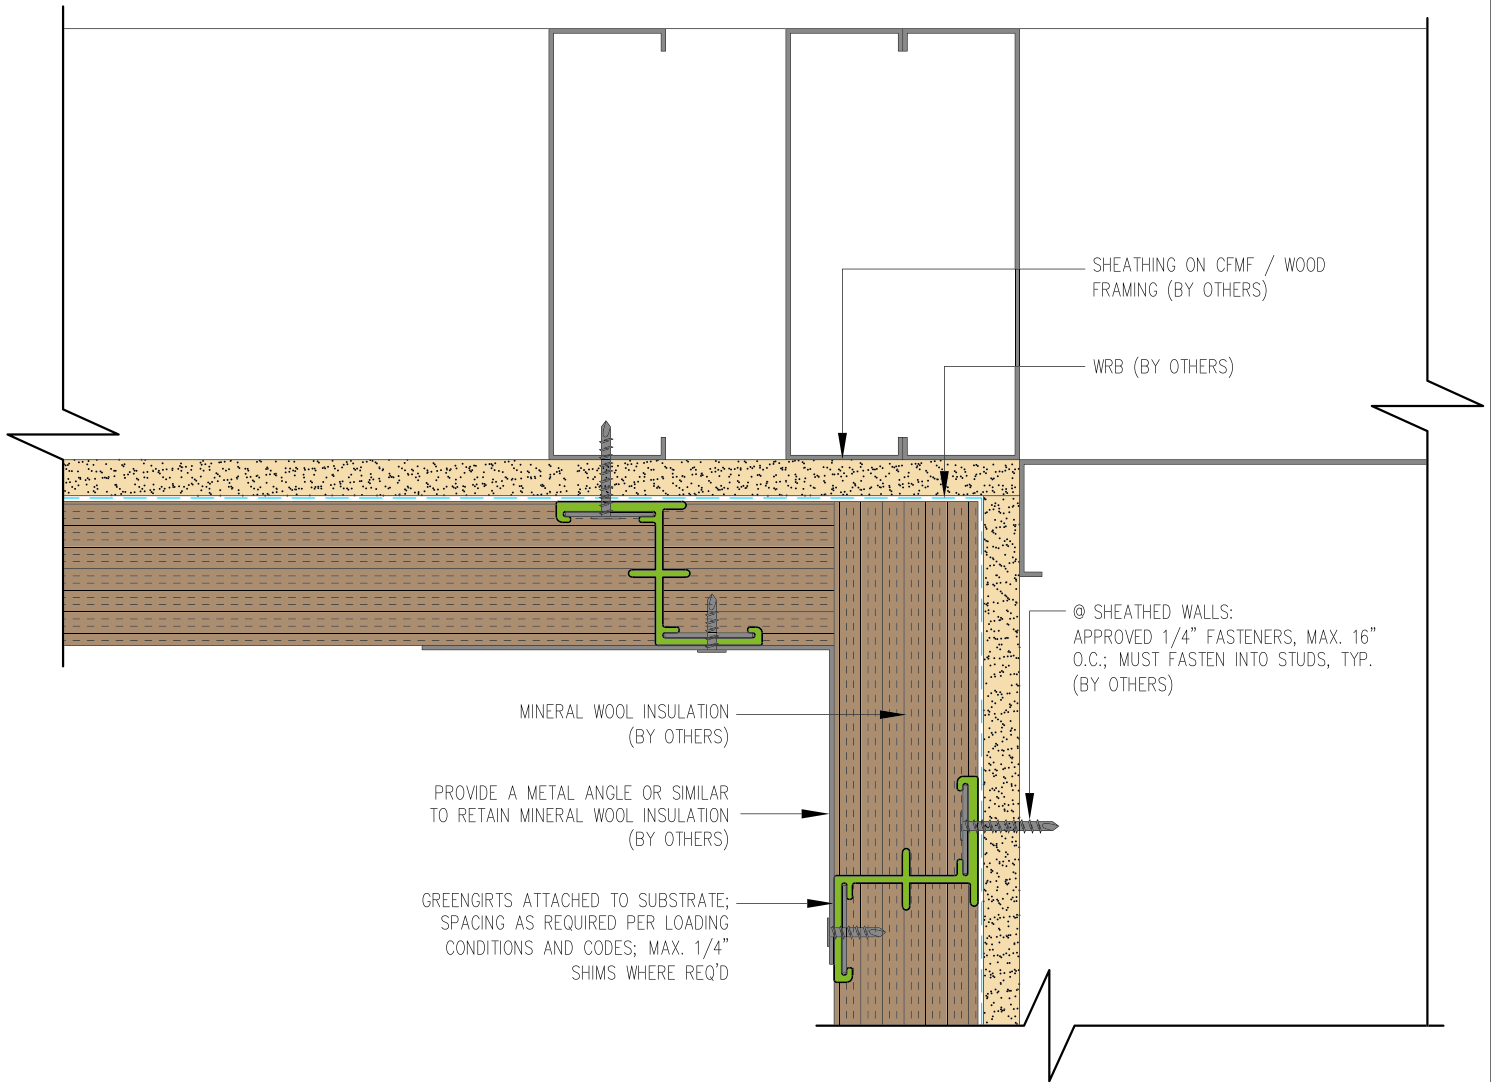 SHEATHING ON CFMF / WOOD
FRAMING (BY OTHERS)
WRB (BY OTHERS)
@ SHEATHED WALLS:
APPROVED 1/4" FASTENERS, MAX. 16"
O.C.; MUST FASTEN INTO STUDS, TYP.
(BY OTHERS)
MINERAL WOOL INSULATION
(BY OTHERS)
PROVIDE A METAL ANGLE OR SIMILAR
TO RETAIN MINERAL WOOL INSULATION
(BY OTHERS)
GREENGIRTS ATTACHED TO SUBSTRATE;
SPACING AS REQUIRED PER LOADING
CONDITIONS AND CODES; MAX. 1/4"
SHIMS WHERE REQ'D